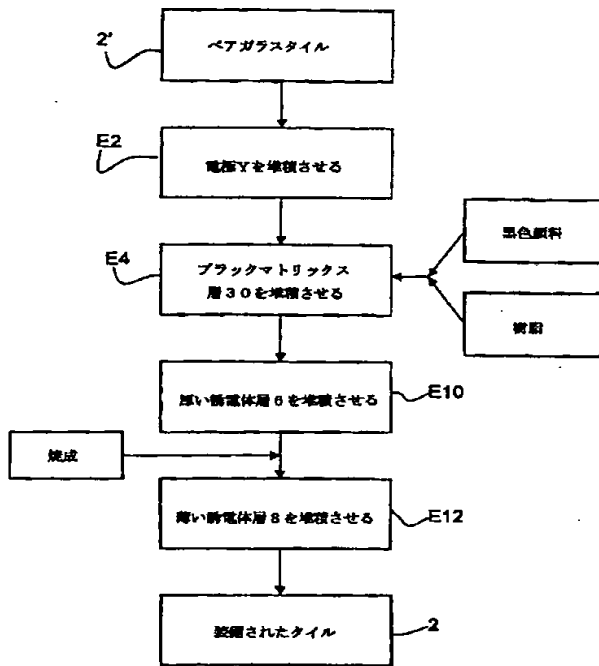 2'
ペアガラスタイル
E2
電極Yを堆積させる
E4
ブラックマトリックス
層30を堆積させる
黒色顔料
樹脂
厚い誘電体層6を堆積させる
E10
焼成
薄い誘電体層8を堆積させる
E12
装備されたタイル
2